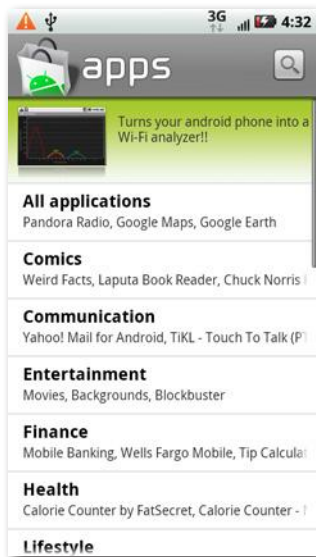 3G 4:32
apps
Turns your android phone into a
Wi-Fi analyzer!!
All applications
Pandora Radio, Google Maps, Google Earth
Comics
Weird Facts, Laputa Book Reader, Chuck Norris
Communication
Yahoo! Mail for Android, TiKL - Touch To Talk (PT
Entertainment
Movies, Backgrounds, Blockbuster
Finance
Mobile Banking, Wells Fargo Mobile, Tip Calcula
Health
Calorie Counter by FatSecret, Calorie Counter -
Lifestyle